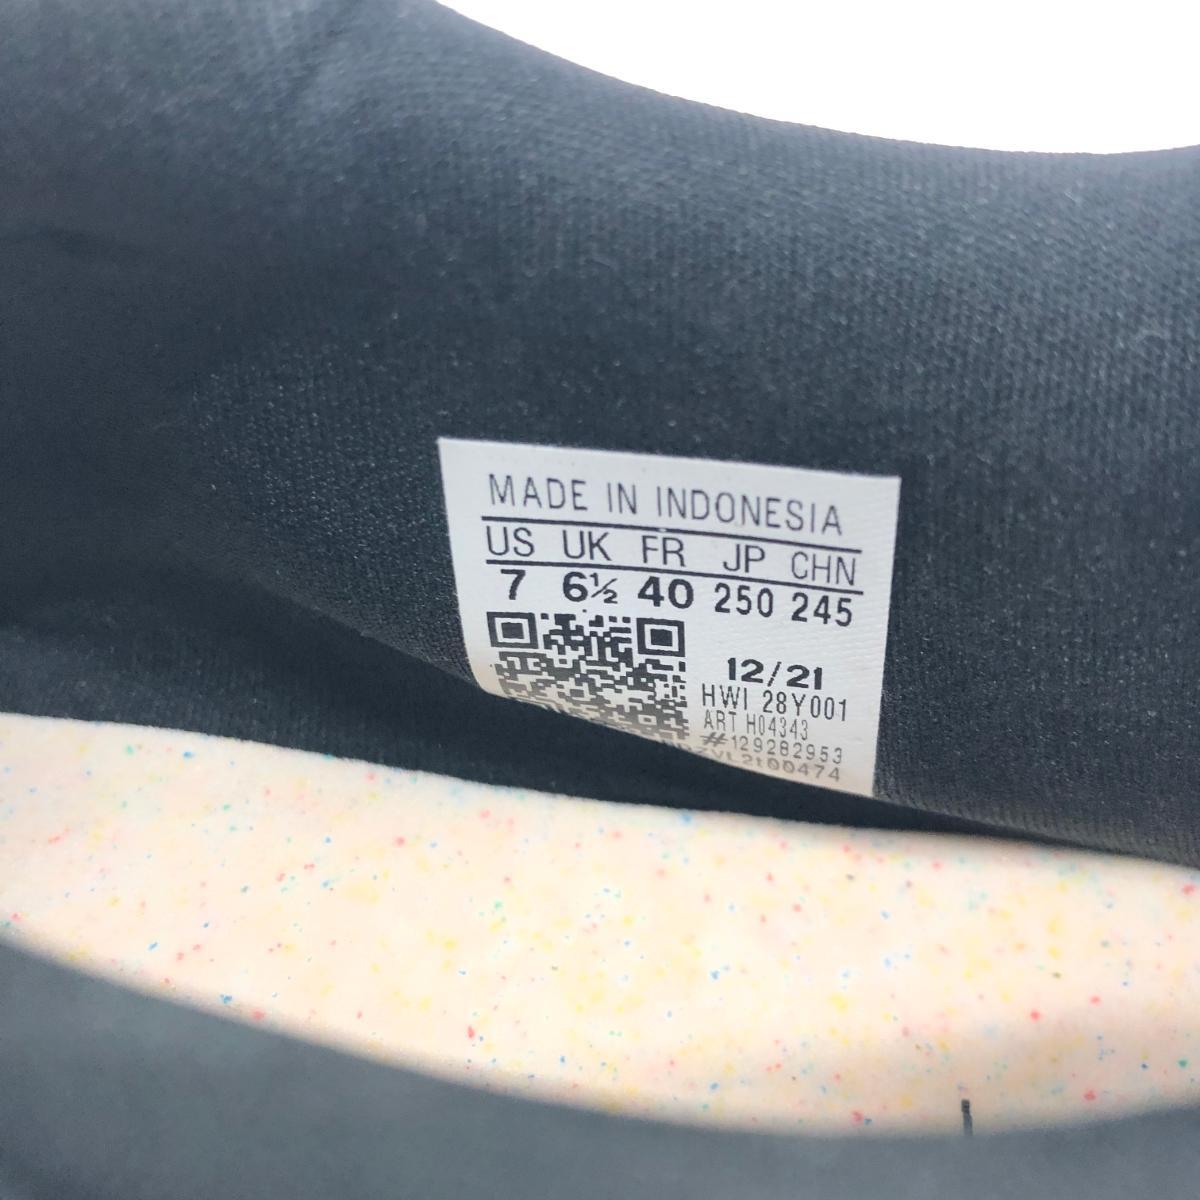 MADE IN INDONESIA
US UK FR JP CHN
7 6½ 40 250 245
12/21
HWI 28Y001
ART H04343
#129282953